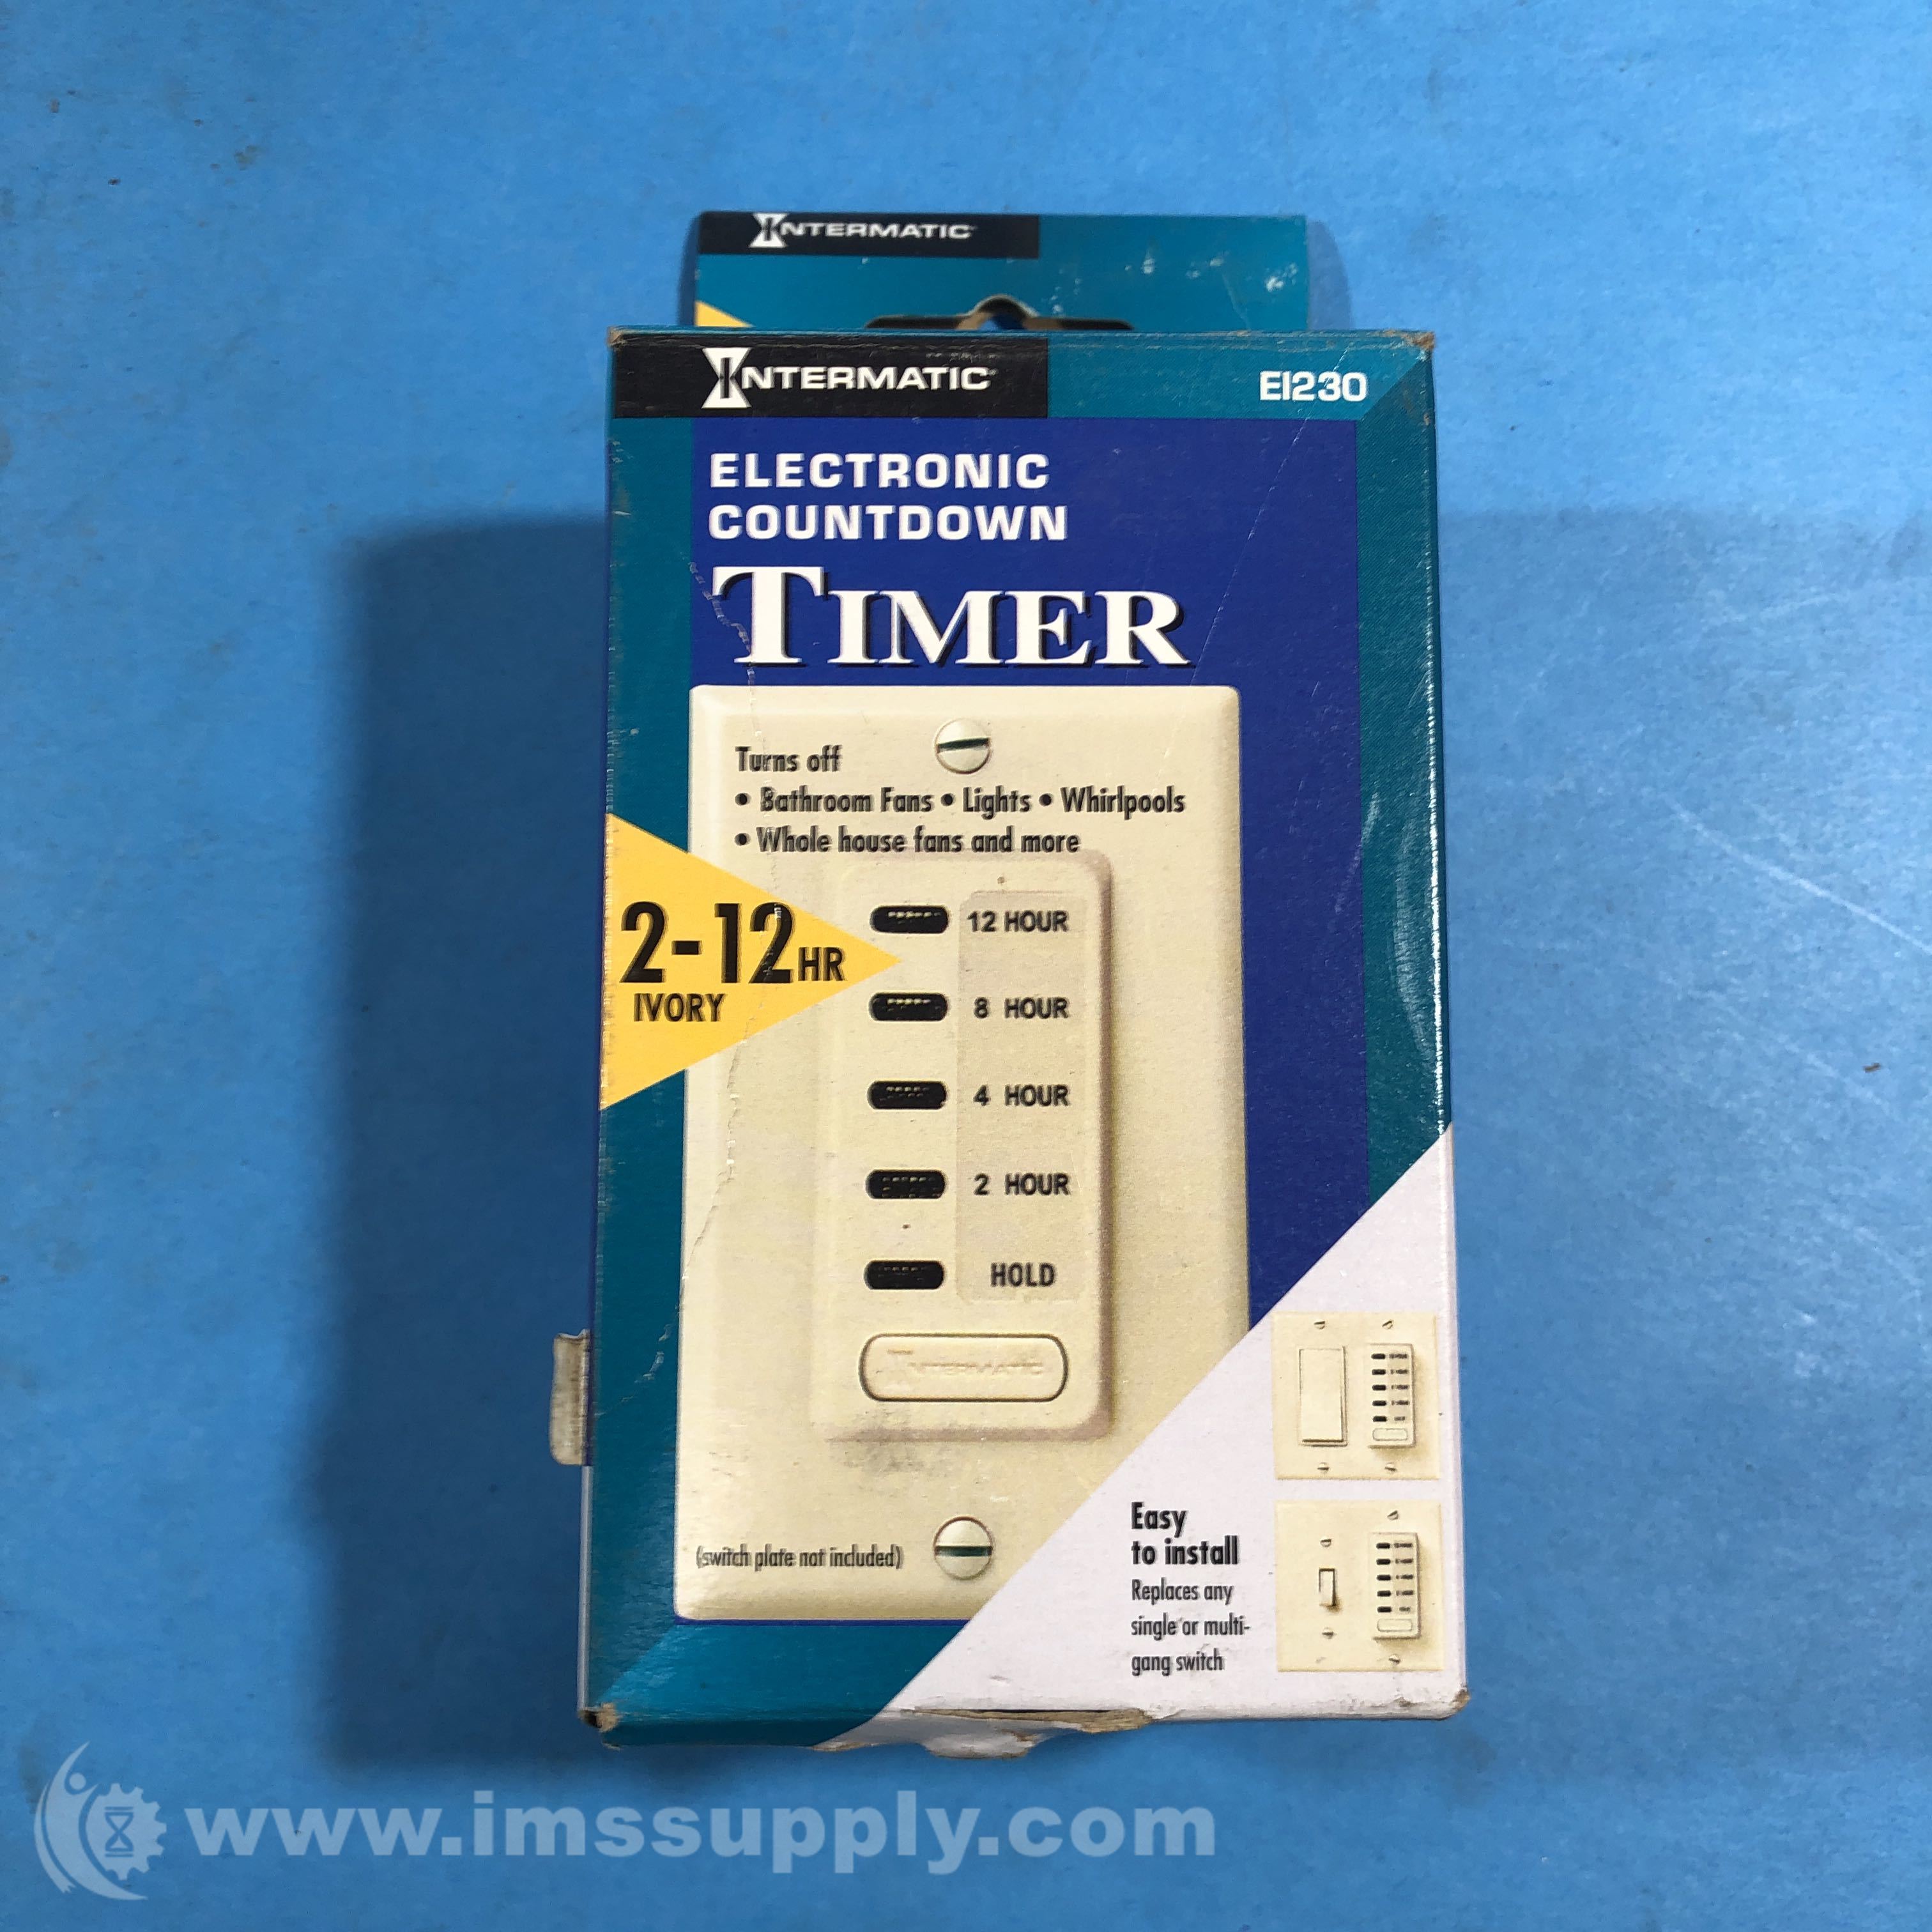 INTERMATIC
INTERMATIC
EI230
ELECTRONIC
COUNTDOWN
TIMER
Turns off
• Bathroom Fans • Lights • Whirlpools
• Whole house fans and more
2-12HR
IVORY
12 HOUR
8 HOUR
4 HOUR
2 HOUR
HOLD
INTERMATIC
(switch plate not included)
Easy
to install
Replaces any
single or multi-
gang switch
www.imssupply.com